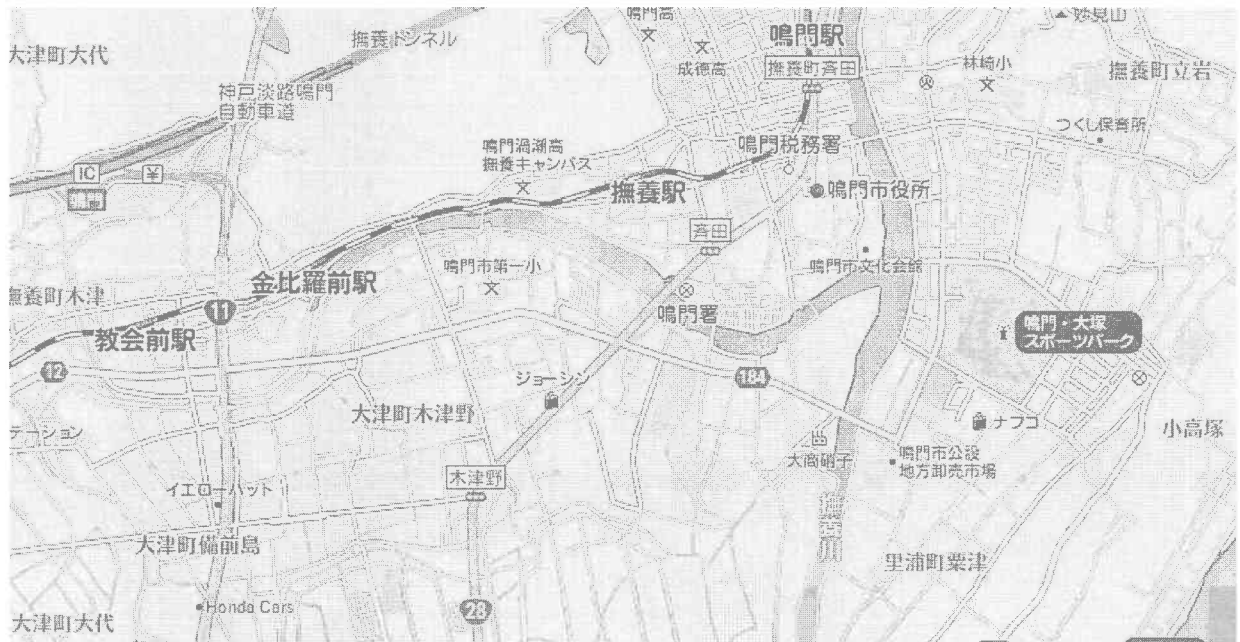 鳴門高
鳴門駅
妙見山
大津町大代
撫養トンネル
成徳高
撫養町斉田
林崎小
撫養町立岩
神戸淡路鳴門
自動車道
つくし保育所
鳴門渦潮高
撫養キャンパス
鳴門税務署
IC
¥
撫養駅
鳴門市役所
斉田
鳴門市文化会館
鳴門市第一小
金比羅前駅
撫養町木津
11
鳴門署
鳴門・大塚
スポーツパーク
教会前駅
12
ジョーシン
184
大津町木津野
ナフコ
テーション
小高塚
大商硝子
鳴門市公設
地方卸売市場
木津野
イエローハット
大津町備前島
里浦町粟津
Honda Cars
28
大津町大代